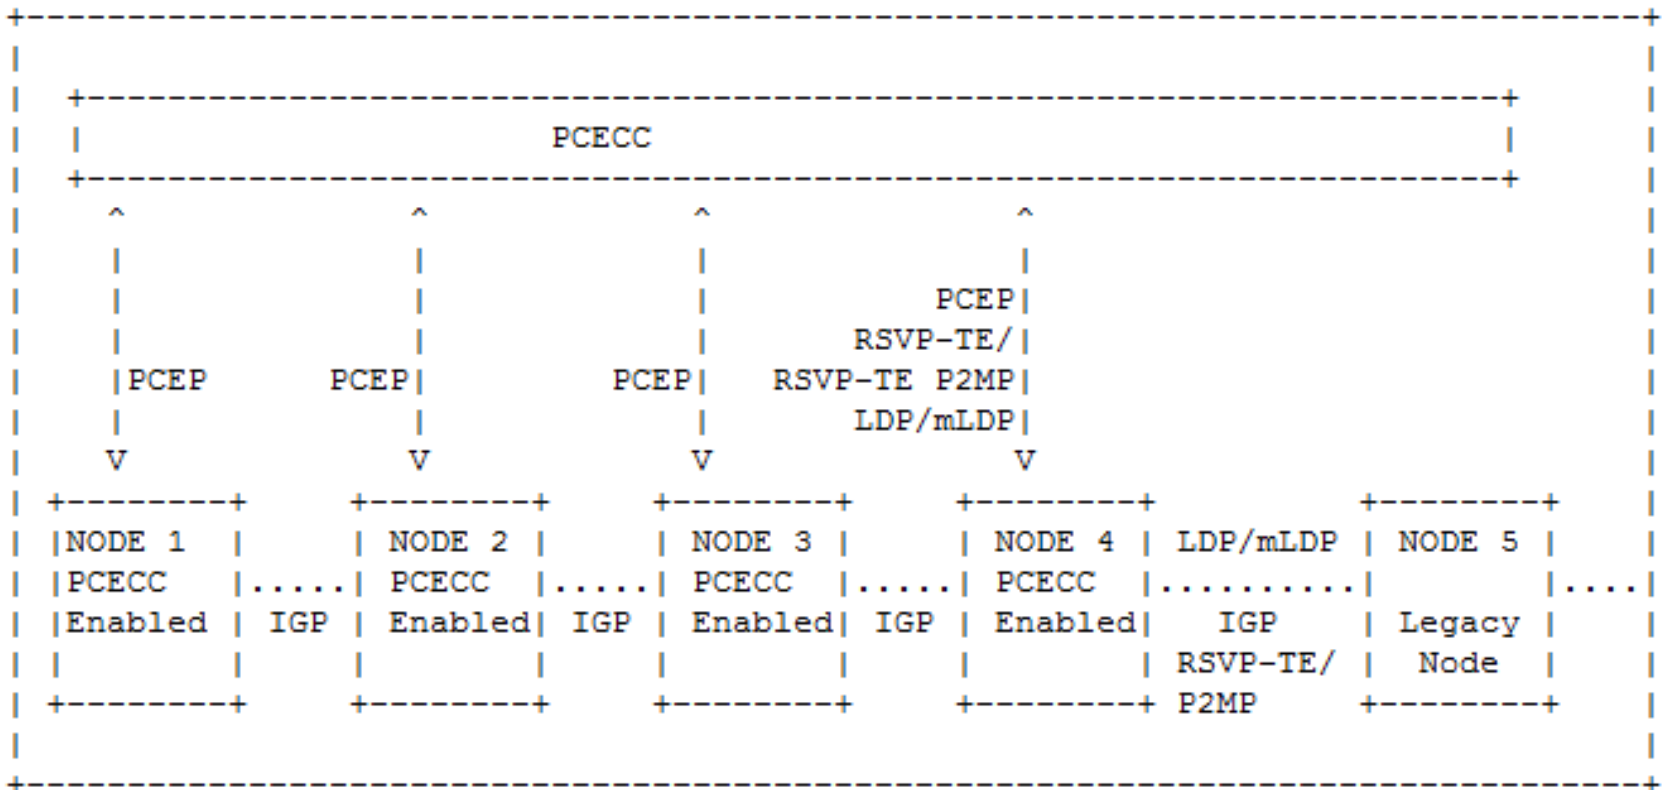 PCECC
PCEP
RSVP-TE/
PCEP PCEP PCEP RSVP-TE P2MP
LDP/mLDP
NODE 1 NODE 2 NODE 3 NODE 4 LDP/mLDP NODE 5
PCECC ..... PCECC ..... PCECC ..... PCECC .......... ....
Enabled IGP Enabled IGP Enabled IGP Enabled IGP Legacy
RSVP-TE/ Node
P2MP